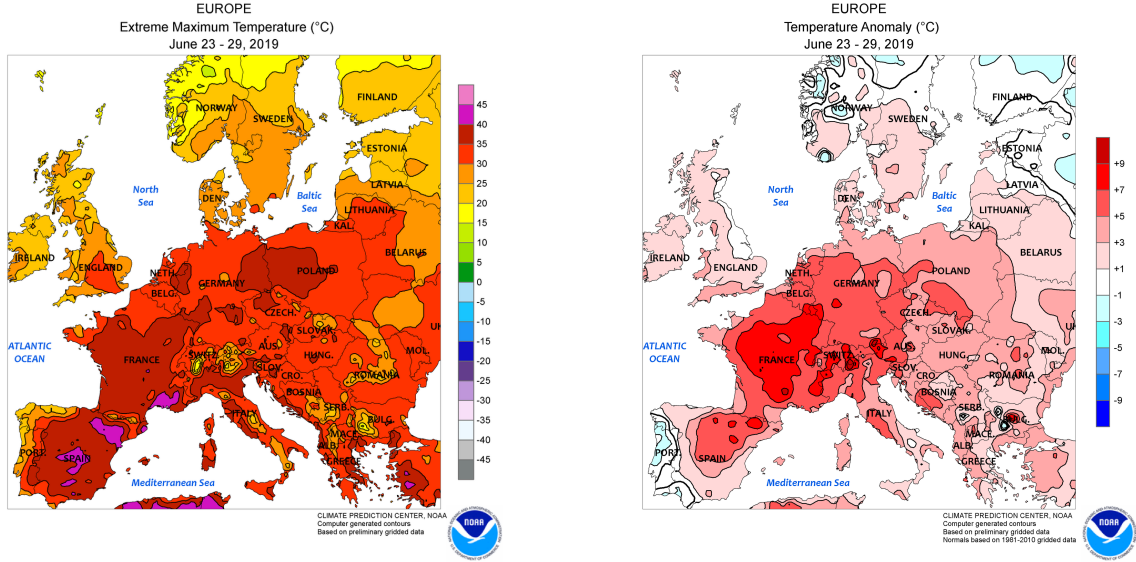 EUROPE
Extreme Maximum Temperature (°C)
June 23 - 29, 2019
NORWAY
FINLAND
SWEDEN
ESTONIA
North
Sea
LATVIA
DEN.
Baltic
Sea
LITHUANIA
KAL.
IRELAND
ENGLAND
BELARUS
NETH.
BELG.
GERMANY
POLAND
CZECH.
SLOVAK.
UK
ATLANTIC
OCEAN
FRANCE
SWITZ.
AUS.
HUNG.
MOL.
SLOV.
CRO.
ROMANIA
BOSNIA
SERB.
ITALY
BULG.
MACE.
ALB.
PORT.
SPAIN
GREECE
Mediterranean Sea
45
40
35
30
25
20
15
10
5
0
-5
-10
-15
-20
-25
-30
-35
-40
-45
CLIMATE PREDICTION CENTER, NOAA
Computer generated contours
Based on preliminary gridded data
NOAA
EUROPE
Temperature Anomaly (°C)
June 23 - 29, 2019
NORWAY
FINLAND
SWEDEN
ESTONIA
North
Sea
LATVIA
DEN.
Baltic
Sea
LITHUANIA
KAL.
IRELAND
ENGLAND
BELARUS
NETH.
BELG.
GERMANY
POLAND
CZECH.
SLOVAK.
UK
ATLANTIC
OCEAN
FRANCE
SWITZ.
AUS.
HUNG.
MOL.
SLOV.
CRO.
ROMANIA
BOSNIA
SERB.
ITALY
BULG.
MACE.
ALB.
PORT.
SPAIN
GREECE
Mediterranean Sea
+9
+7
+5
+3
+1
-1
-3
-5
-7
-9
CLIMATE PREDICTION CENTER, NOAA
Computer generated contours
Based on preliminary gridded data
Normals based on 1981-2010 gridded data
NOAA